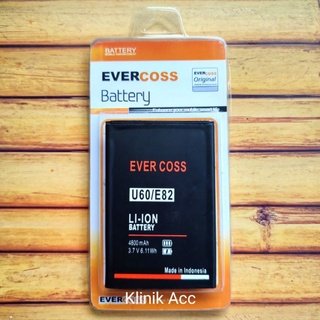 BATTERY
EVERCOSS
Battery
EVERCOSS
Original
EVER COSS
U60/E82
LI-ION
BATTERY
4800 mAh
3.7 V 6.11Wh
Made in Indonesia
Klinik Acc